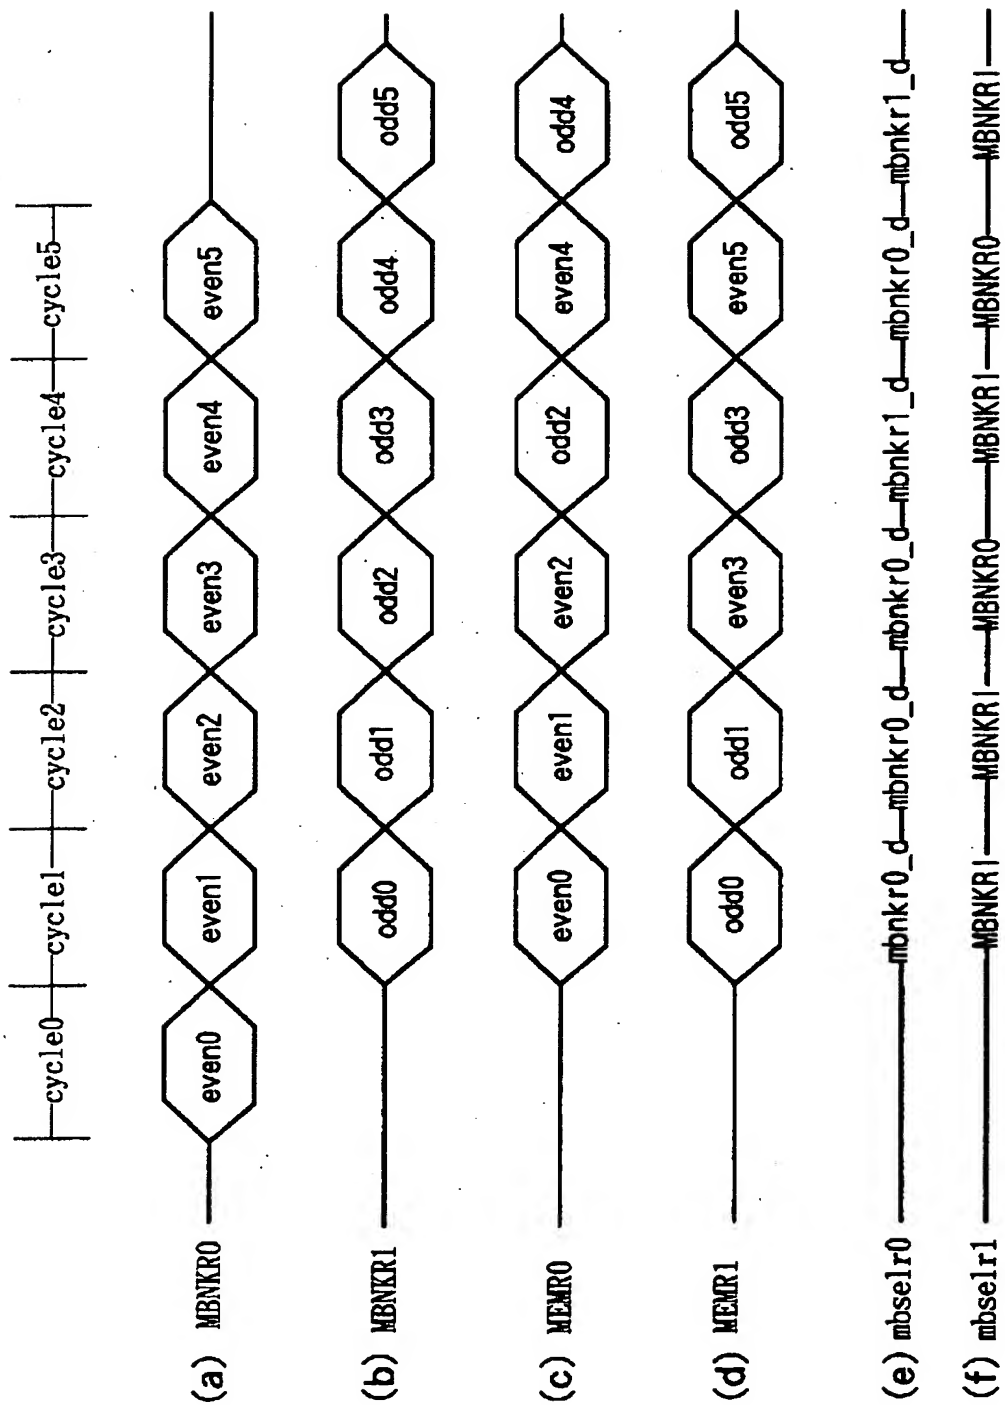 cycle0 cycle1 cycle2 cycle3 cycle4 cycle5
(a) MBNKR0 even0 even1 even2 even3 even4 even5
(b) MBNKR1 odd0 odd1 odd2 odd3 odd4 odd5
(c) MEMR0 even0 even1 even2 odd2 even4 odd4
(d) MEMR1 odd0 odd1 even3 odd3 even5 odd5
(e) mbselr0 mbnkr0_d mbnkr0_d mbnkr0_d mbnkr1_d mbnkr0_d mbnkr1_d
(f) mbselr1 MBNKR1 MBNKR1 MBNKR0 MBNKR1 MBNKR0 MBNKR1